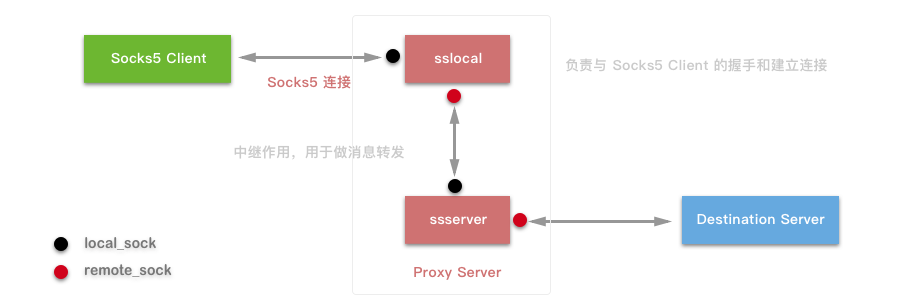 Socks5 Client
sslocal
负责与 Socks5 Client 的握手和建立连接
Socks5 连接
中继作用，用于做消息转发
ssserver
Destination Server
local_sock
remote_sock
Proxy Server